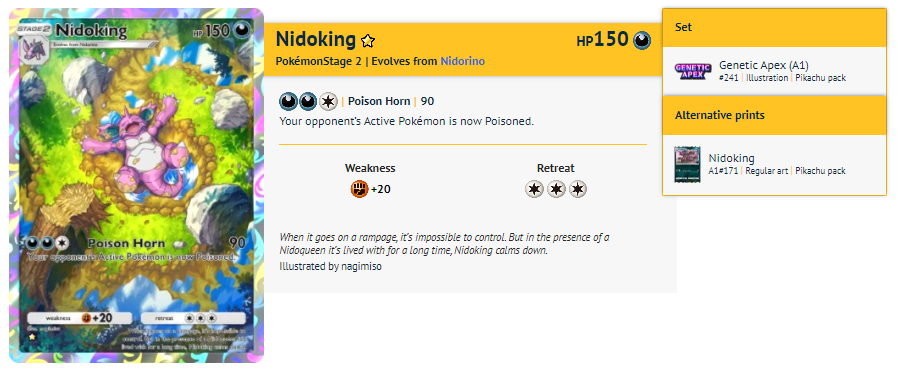 STAGE 2 Nidoking HP 150
Evolves from Nidorino
Poison Horn 90
Your opponent's Active Pokémon is now Poisoned.
weakness +20 retreat
Nidoking HP150
PokémonStage 2 | Evolves from Nidorino
| Poison Horn | 90
Your opponent's Active Pokémon is now Poisoned.
Weakness Retreat
+20
When it goes on a rampage, it's impossible to control. But in the presence of a
Nidoqueen it's lived with for a long time, Nidoking calms down.
Illustrated by nagimiso
Set
GENETIC APEX
Genetic Apex (A1)
#241 | Illustration | Pikachu pack
Alternative prints
Nidoking
A1#171 | Regular art | Pikachu pack